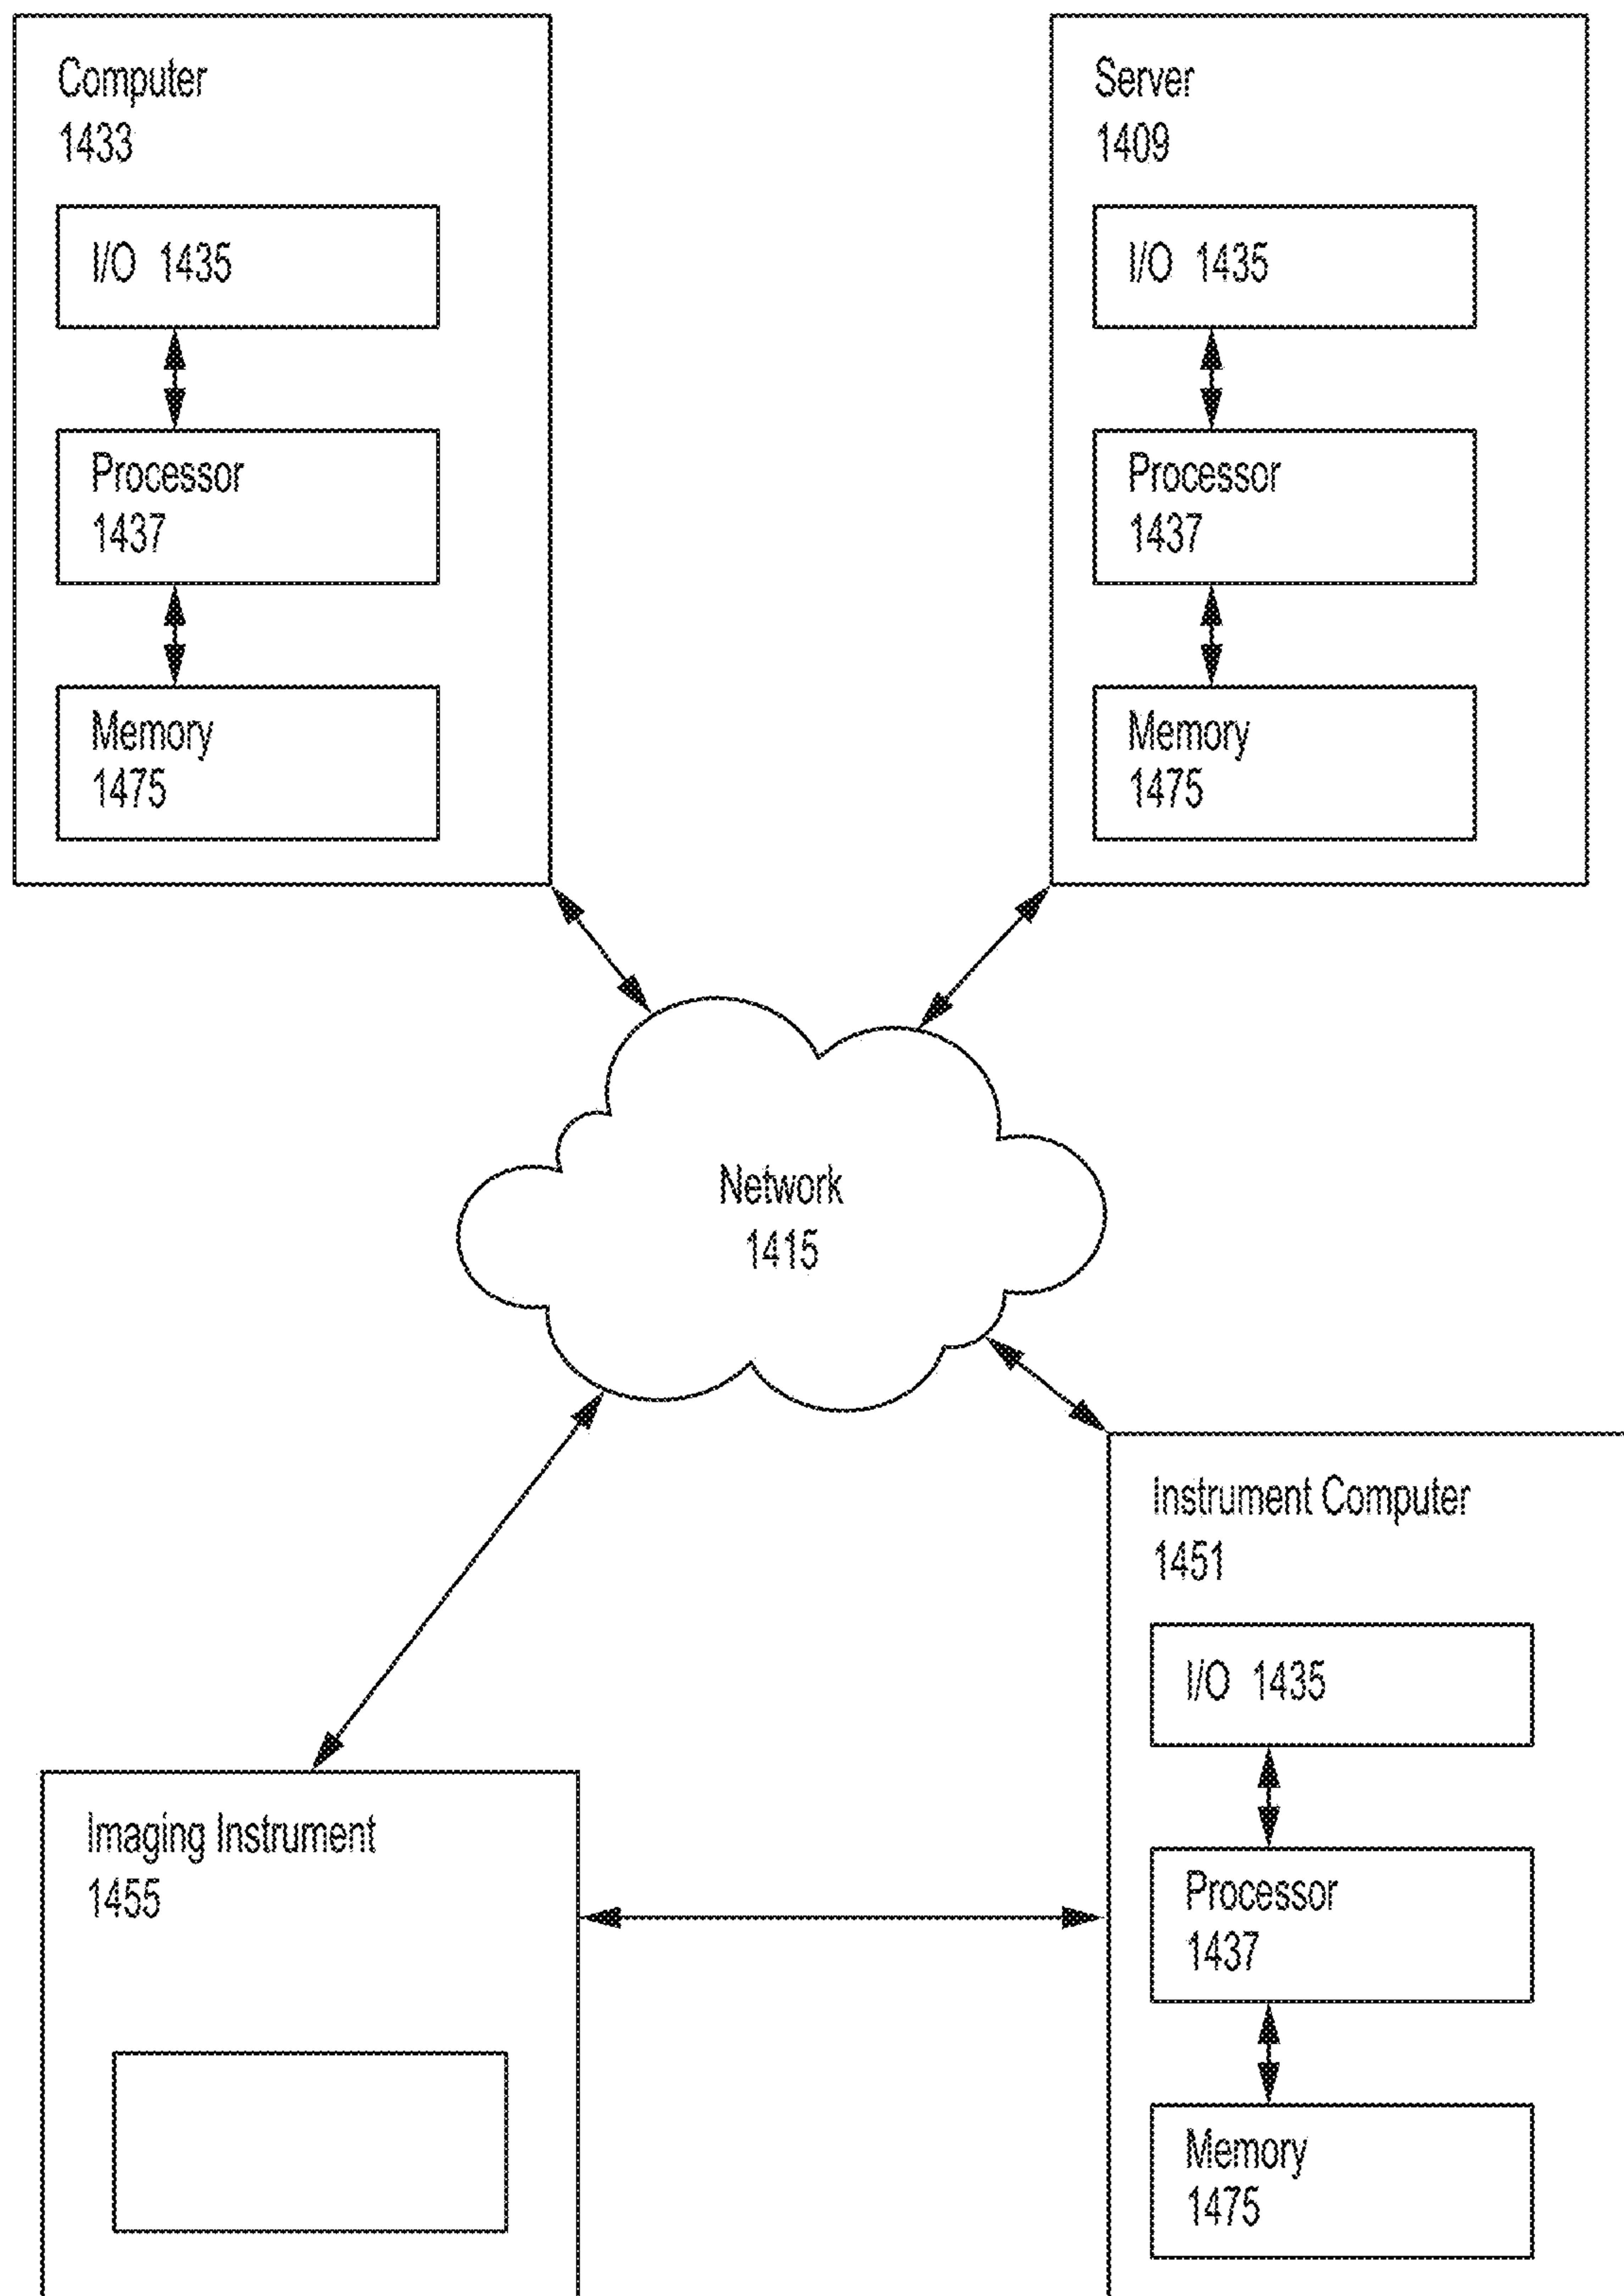 Computer
1433
I/O 1435
Processor
1437
Memory
1475
Server
1409
I/O 1435
Processor
1437
Memory
1475
Network
1415
Instrument Computer
1451
I/O 1435
Processor
1437
Memory
1475
Imaging Instrument
1455